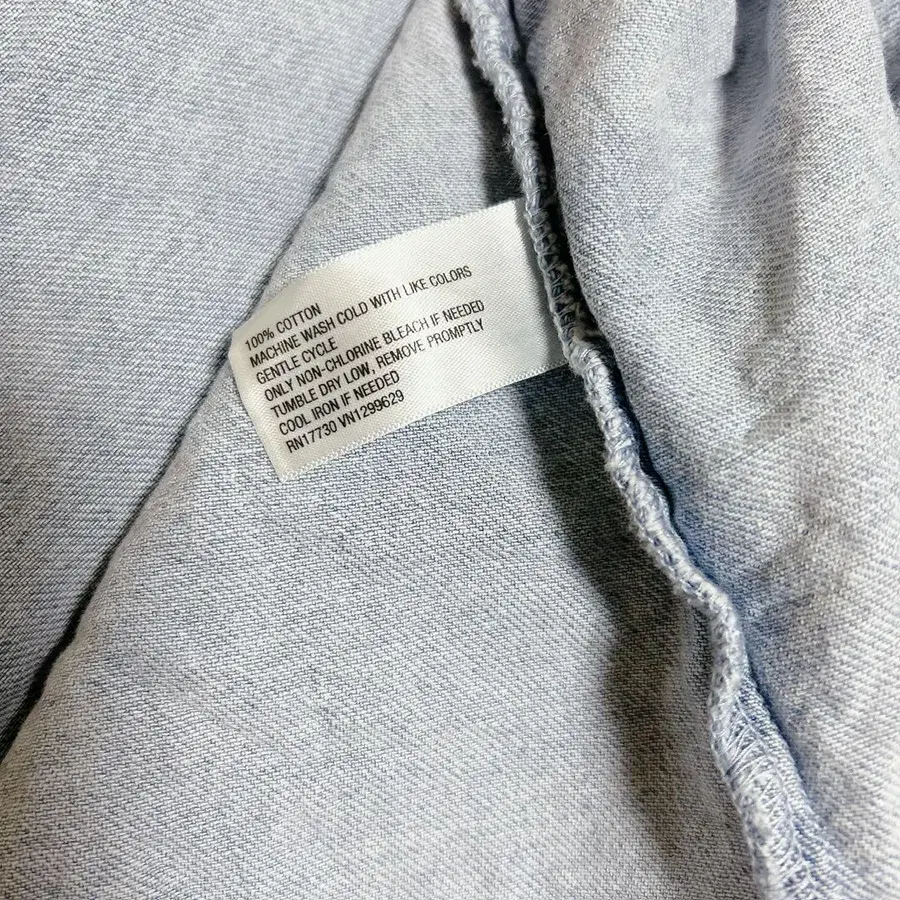 100% COTTON
MACHINE WASH COLD WITH LIKE COLORS
GENTLE CYCLE
ONLY NON-CHLORINE BLEACH IF NEEDED
TUMBLE DRY LOW, REMOVE PROMPTLY
COOL IRON IF NEEDED
RN17730 VN1299629